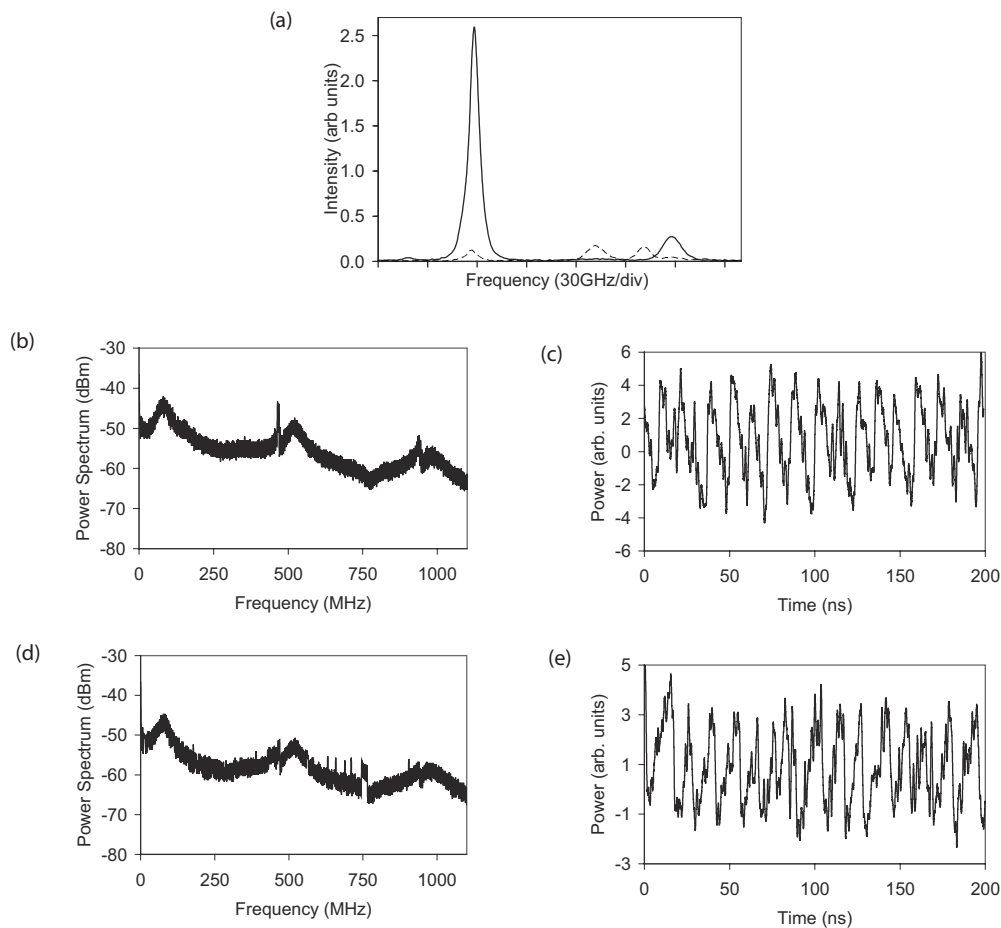 (a)
Intensity (arb units)
2.5
2.0
1.5
1.0
0.5
0.0
Frequency (30GHz/div)
(b)
Power Spectrum (dBm)
-30
-40
-50
-60
-70
-80
0 250 500 750 1000
Frequency (MHz)
(c)
Power (arb. units)
6
4
2
0
-2
-4
-6
0 50 100 150 200
Time (ns)
(d)
Power Spectrum (dBm)
-30
-40
-50
-60
-70
-80
0 250 500 750 1000
Frequency (MHz)
(e)
Power (arb. units)
5
3
1
-1
-3
0 50 100 150 200
Time (ns)